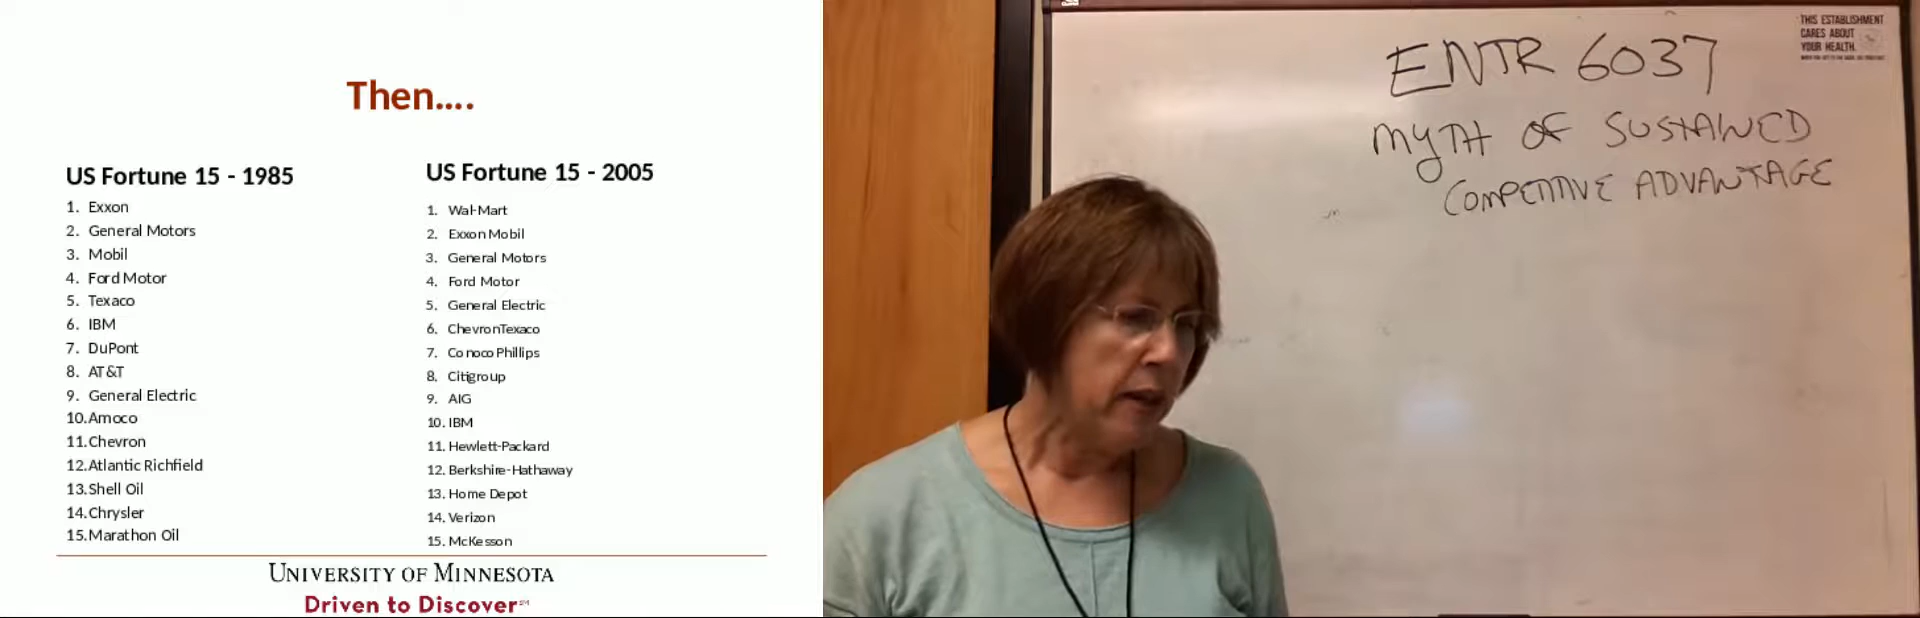 Then....
US Fortune 15 - 1985
1. Exxon
2. General Motors
3. Mobil
4. Ford Motor
5. Texaco
6. IBM
7. DuPont
8. AT&T
9. General Electric
10. Amoco
11. Chevron
12. Atlantic Richfield
13. Shell Oil
14. Chrysler
15. Marathon Oil
US Fortune 15 - 2005
1. Wal-Mart
2. Exxon Mobil
3. General Motors
4. Ford Motor
5. General Electric
6. ChevronTexaco
7. ConocoPhillips
8. Citigroup
9. AIG
10. IBM
11. Hewlett-Packard
12. Berkshire-Hathaway
13. Home Depot
14. Verizon
15. McKesson
UNIVERSITY OF MINNESOTA
Driven to Discover℠
ENTR 6037
MYTH OF SUSTAINED
COMPETITIVE ADVANTAGE
THIS ESTABLISHMENT
CARES ABOUT
YOUR HEALTH.